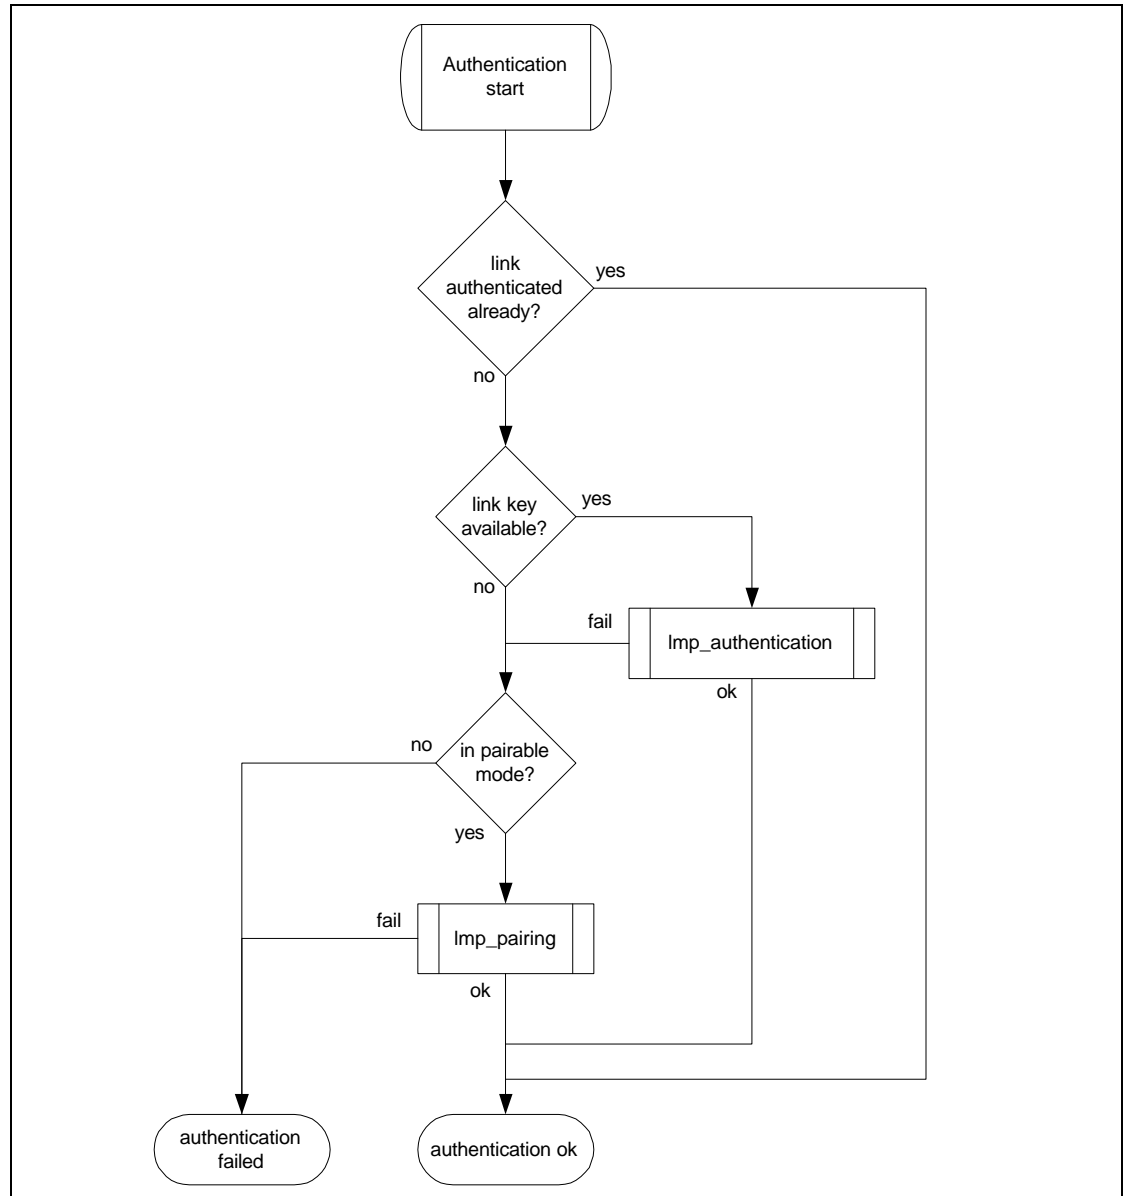 Authentication
start
link
authenticated
already?
yes
no
link key
available?
yes
no
fail
lmp_authentication
ok
no
in pairable
mode?
yes
fail
lmp_pairing
ok
authentication
failed
authentication ok